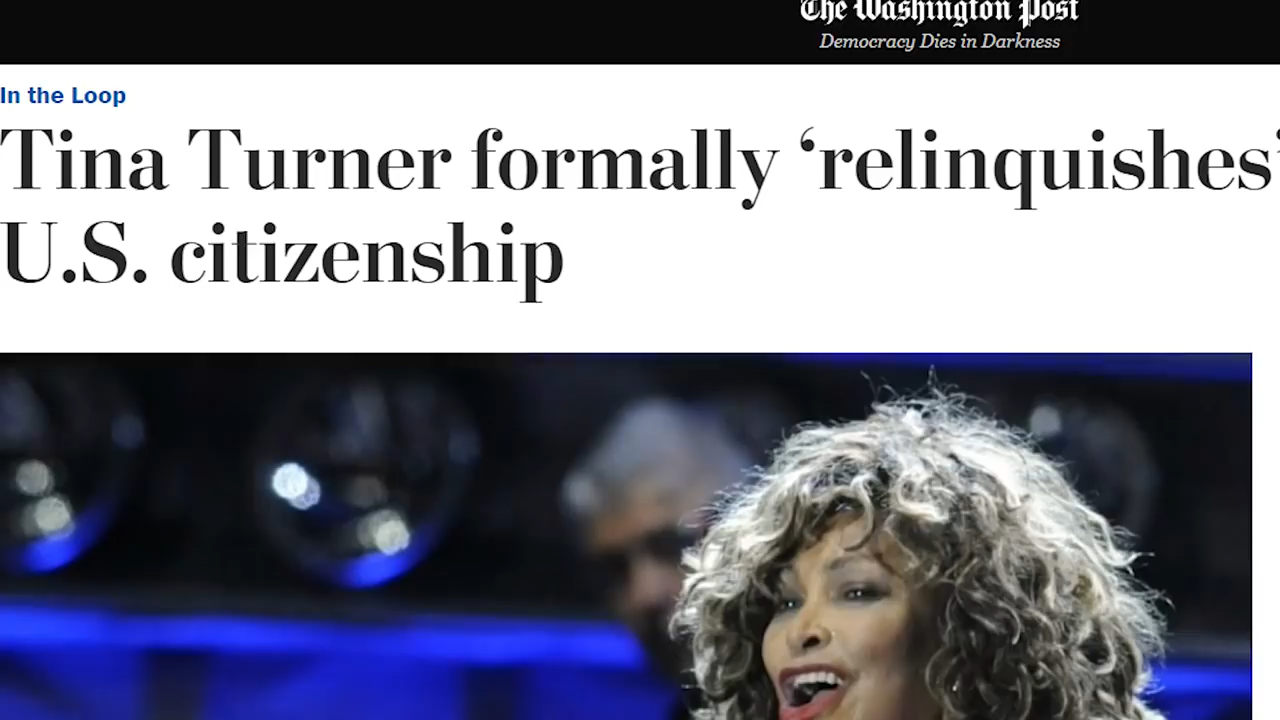 The Washington Post
Democracy Dies in Darkness
In the Loop
Tina Turner formally ‘relinquishes’
U.S. citizenship